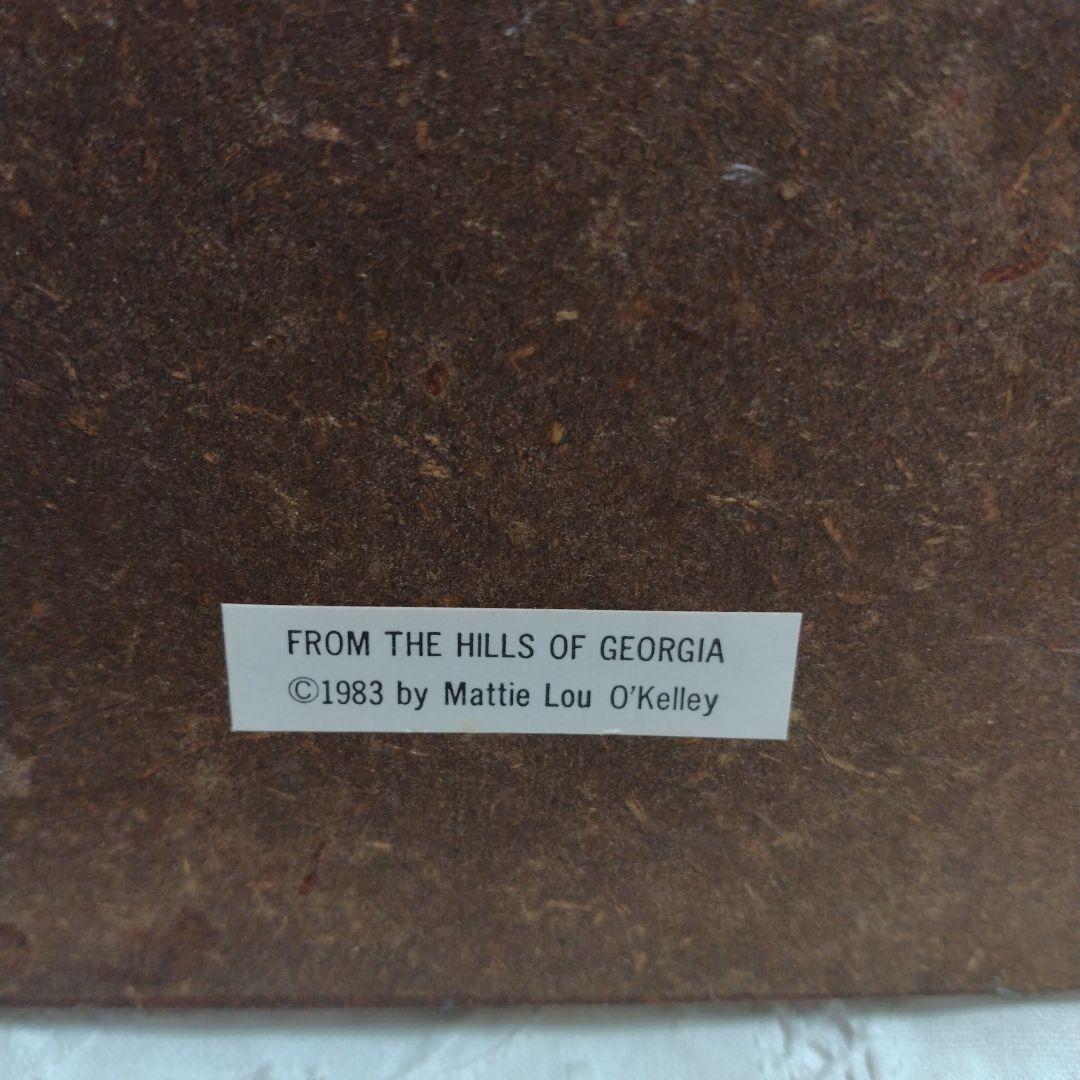 FROM THE HILLS OF GEORGIA
©1983 by Mattie Lou O'Kelley